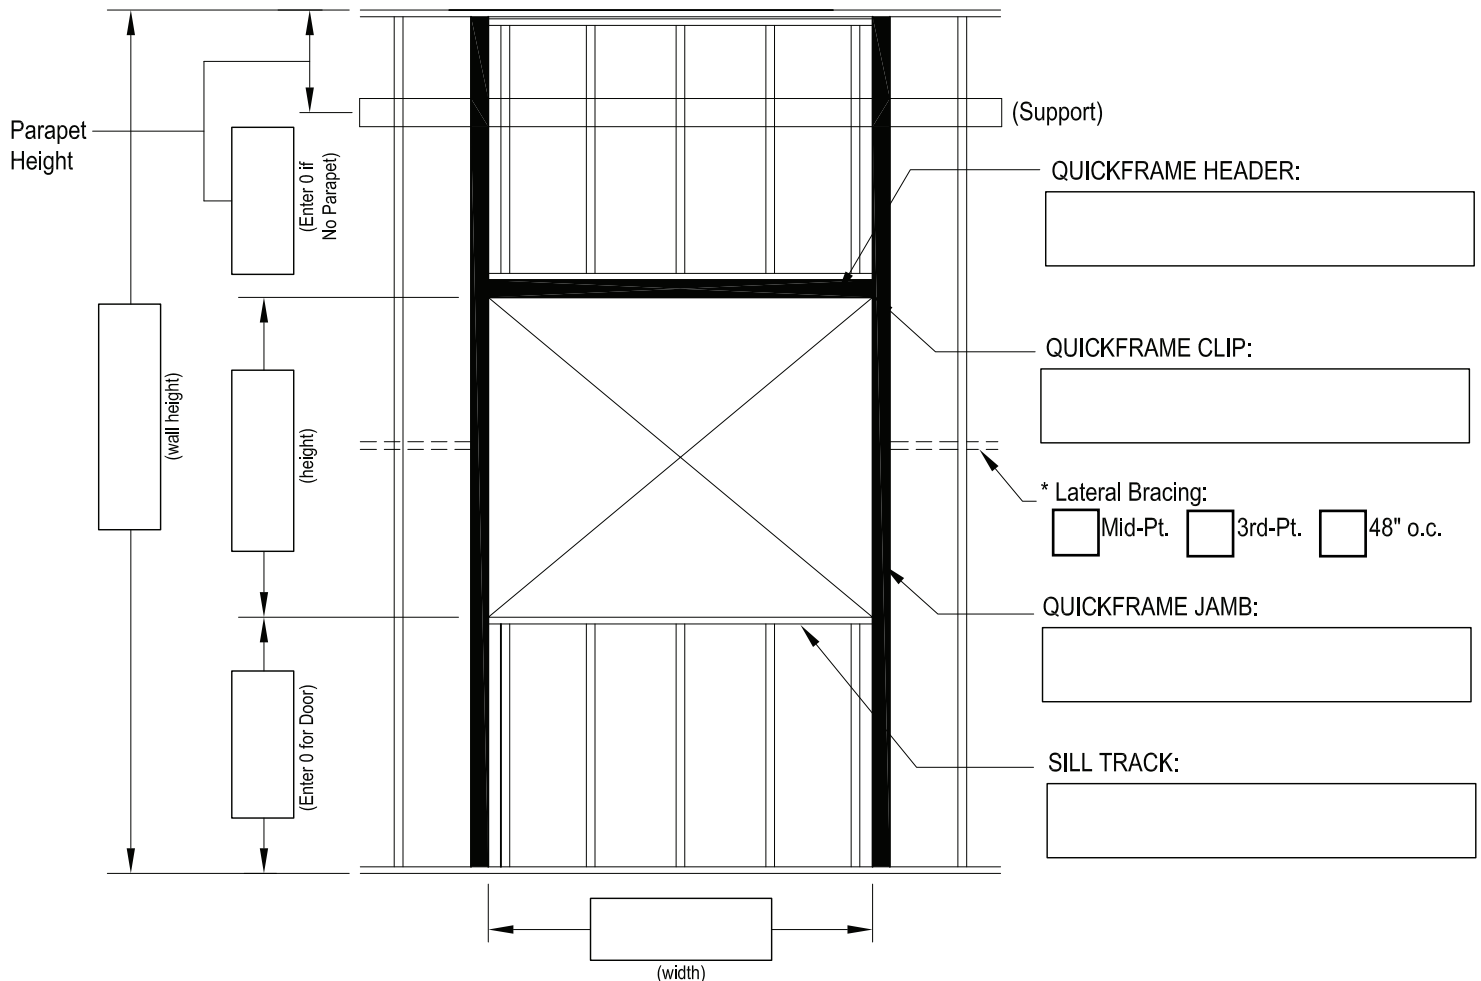 (Support)
Parapet
Height
(Enter 0 if
No Parapet)
QUICKFRAME HEADER:
QUICKFRAME CLIP:
(wall height)
(height)
* Lateral Bracing:
Mid-Pt.
3rd-Pt.
48" o.c.
QUICKFRAME JAMB:
(Enter 0 for Door)
SILL TRACK:
(width)